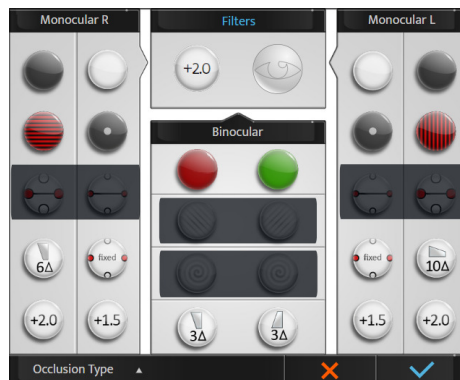 Monocular R
Filters
Monocular L
+2.0
Binocular
6Δ
fixed
fixed
10Δ
+2.0
+1.5
3Δ
3Δ
+1.5
+2.0
Occlusion Type